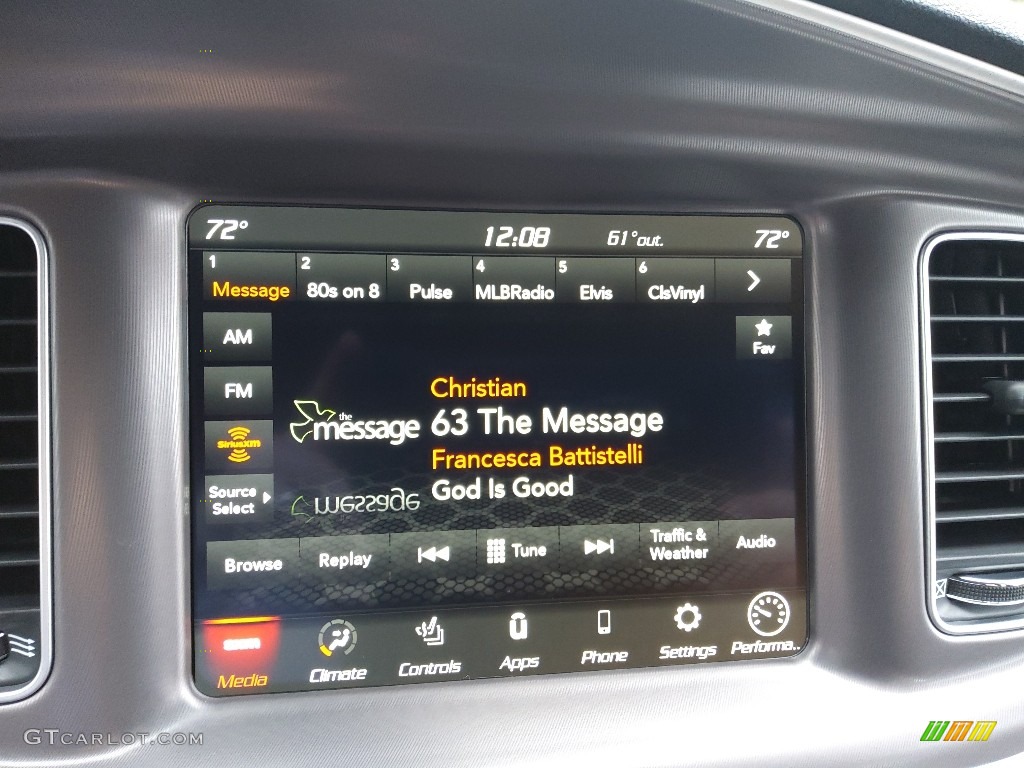 72° 12:08 61°out. 72°
1 2 3 4 5 6
Message 80s on 8 Pulse MLBRadio Elvis ClsVinyl
AM
Fav
FM
Christian
the message
63 The Message
SiriusXM
Francesca Battistelli
God Is Good
Source
Select
message
Browse Replay Tune Traffic &
Weather Audio
Media Climate Controls Apps Phone Settings Performa..
GTCARLOT.COM